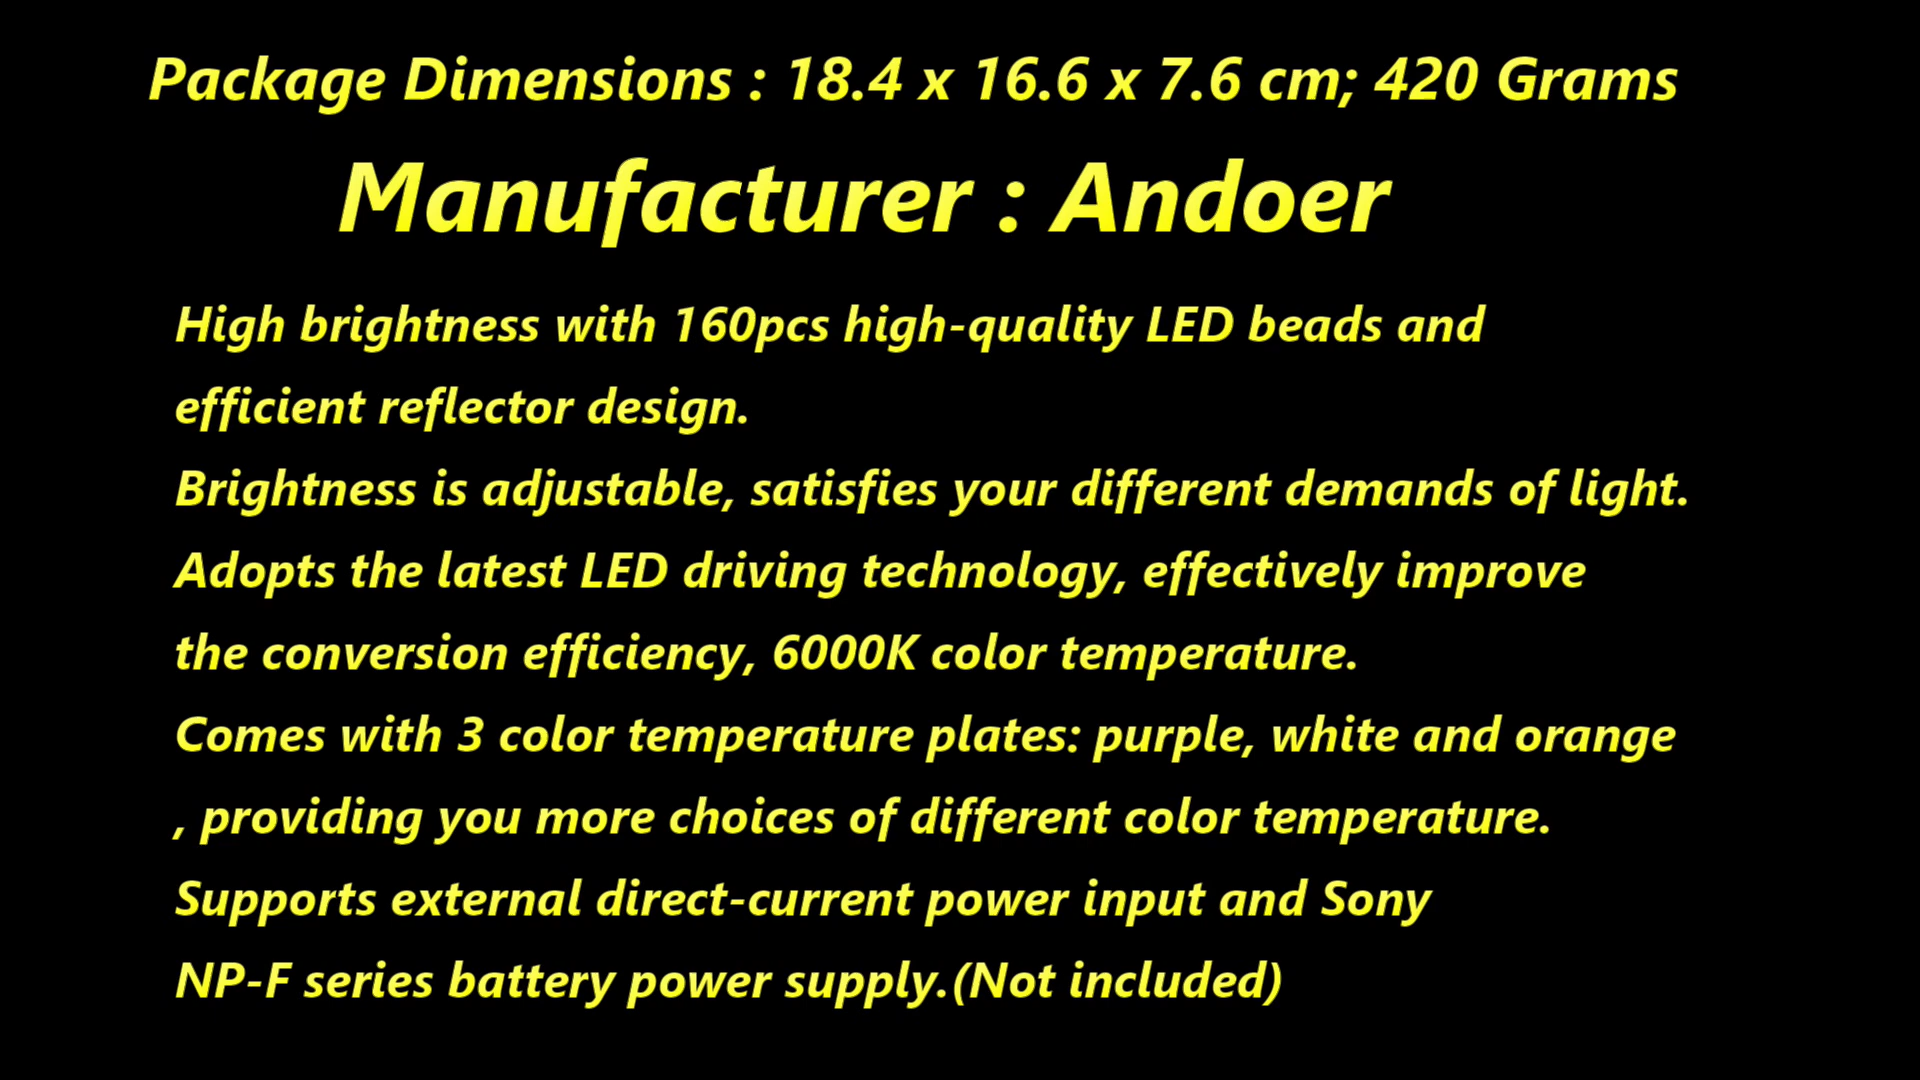 Package Dimensions : 18.4 x 16.6 x 7.6 cm; 420 Grams
Manufacturer : Andoer
High brightness with 160pcs high-quality LED beads and
efficient reflector design.
Brightness is adjustable, satisfies your different demands of light.
Adopts the latest LED driving technology, effectively improve
the conversion efficiency, 6000K color temperature.
Comes with 3 color temperature plates: purple, white and orange
, providing you more choices of different color temperature.
Supports external direct-current power input and Sony
NP-F series battery power supply.(Not included)